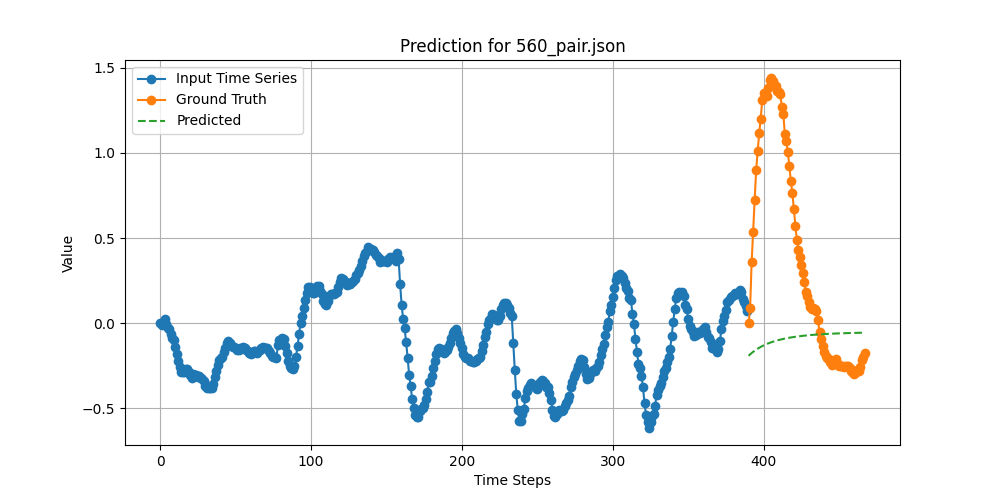 Prediction for 560_pair.json
Input Time Series
Ground Truth
Predicted
1.5
1.0
0.5
0.0
−0.5
Value
0
100
200
300
400
Time Steps